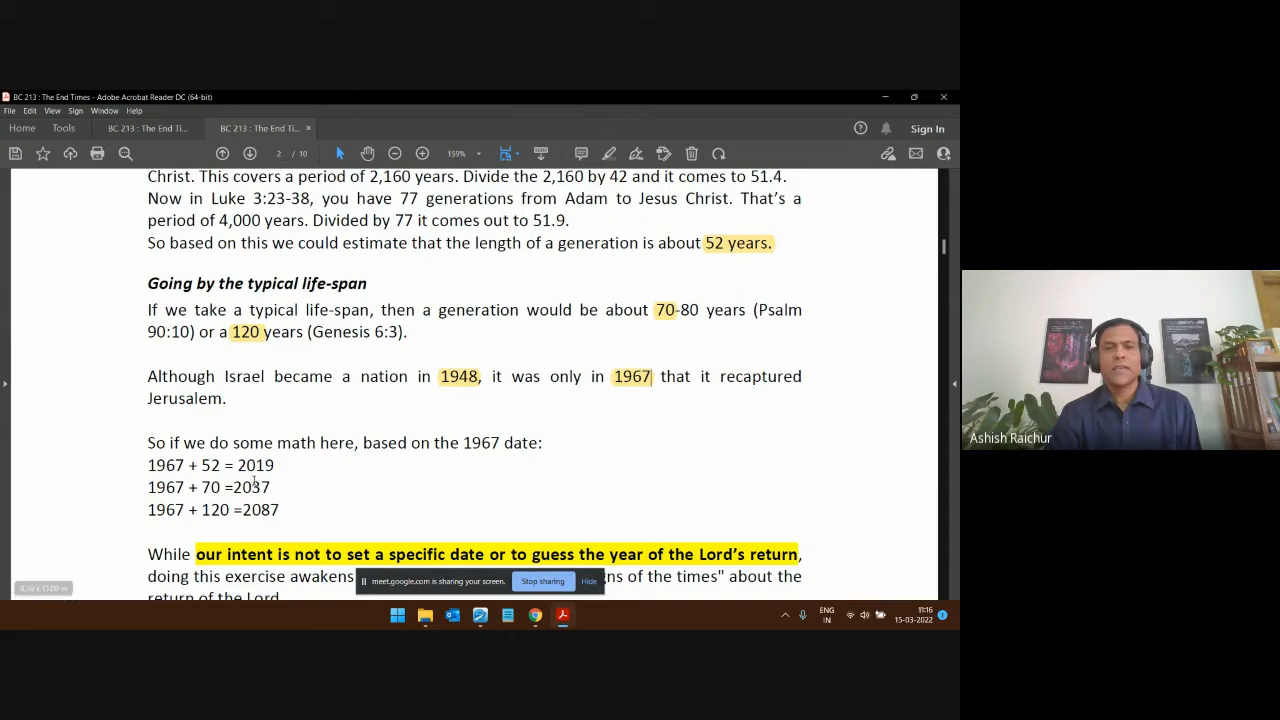 BC 213 : The End Times - Adobe Acrobat Reader DC (64-bit)
File Edit View Sign Window Help
Home Tools BC 213 : The End Ti... BC 213 : The End Ti... × Sign In
2 / 10 159%
Christ. This covers a period of 2,160 years. Divide the 2,160 by 42 and it comes to 51.4.
Now in Luke 3:23-38, you have 77 generations from Adam to Jesus Christ. That's a
period of 4,000 years. Divided by 77 it comes out to 51.9.
So based on this we could estimate that the length of a generation is about 52 years.
Going by the typical life-span
If we take a typical life-span, then a generation would be about 70-80 years (Psalm
90:10) or a 120 years (Genesis 6:3).
Although Israel became a nation in 1948, it was only in 1967 that it recaptured
Jerusalem.
So if we do some math here, based on the 1967 date:
1967 + 52 = 2019
1967 + 70 =2037
1967 + 120 =2087
While our intent is not to set a specific date or to guess the year of the Lord's return,
doing this exercise awakens
ns of the times" about the
return of the Lord.
meet.google.com is sharing your screen. Stop sharing Hide
Ashish Raichur
ENG
IN
11:16
15-03-2022